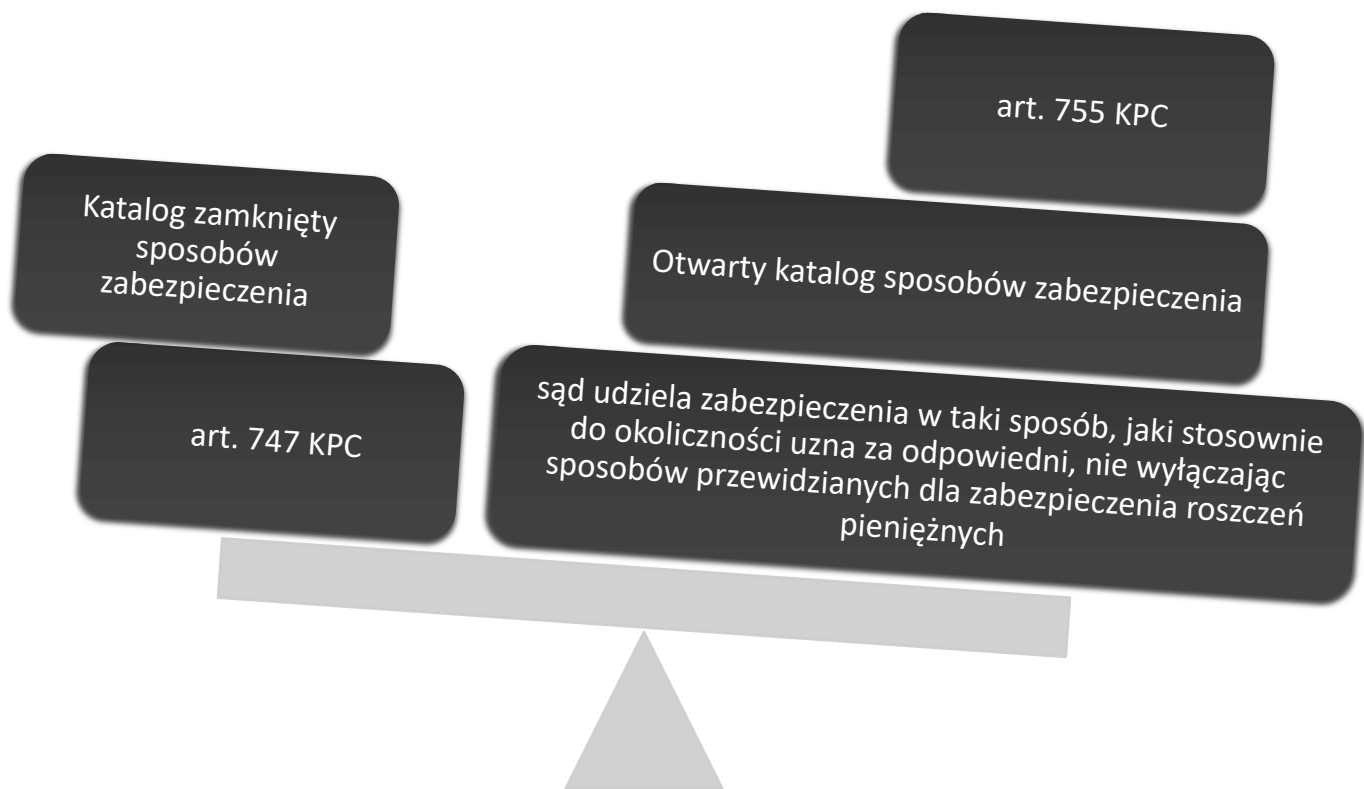 Katalog zamknięty
sposobów
zabezpieczenia
art. 747 KPC
art. 755 KPC
Otwarty katalog sposobów zabezpieczenia
sąd udziela zabezpieczenia w taki sposób, jaki stosownie
do okoliczności uzna za odpowiedni, nie wyłączając
sposobów przewidzianych dla zabezpieczenia roszczeń
pieniężnych